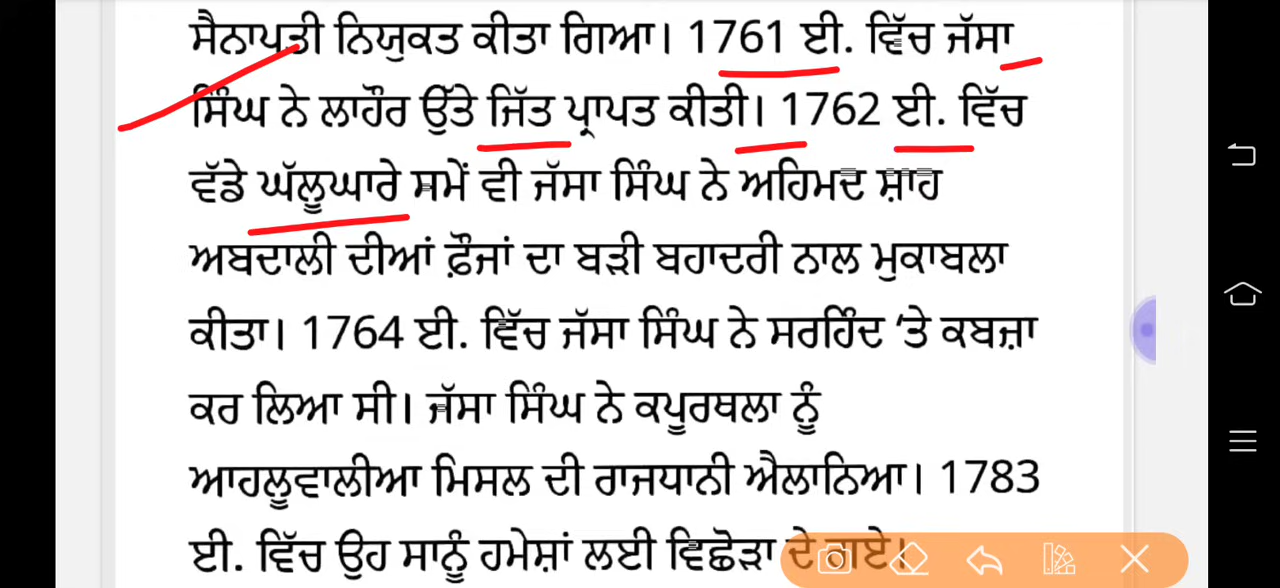 ਸੈਨਾਪਤੀ ਨਿਯੁਕਤ ਕੀਤਾ ਗਿਆ। 1761 ਈ. ਵਿੱਚ ਜੱਸਾ
ਸਿੰਘ ਨੇ ਲਾਹੌਰ ਉੱਤੇ ਜਿੱਤ ਪ੍ਰਾਪਤ ਕੀਤੀ। 1762 ਈ. ਵਿੱਚ
ਵੱਡੇ ਘੱਲੂਘਾਰੇ ਸਮੇਂ ਵੀ ਜੱਸਾ ਸਿੰਘ ਨੇ ਅਹਿਮਦ ਸ਼ਾਹ
ਅਬਦਾਲੀ ਦੀਆਂ ਫ਼ੌਜਾਂ ਦਾ ਬੜੀ ਬਹਾਦਰੀ ਨਾਲ ਮੁਕਾਬਲਾ
ਕੀਤਾ। 1764 ਈ. ਵਿੱਚ ਜੱਸਾ ਸਿੰਘ ਨੇ ਸਰਹਿੰਦ ‘ਤੇ ਕਬਜ਼ਾ
ਕਰ ਲਿਆ ਸੀ। ਜੱਸਾ ਸਿੰਘ ਨੇ ਕਪੂਰਥਲਾ ਨੂੰ
ਆਹਲੂਵਾਲੀਆ ਮਿਸਲ ਦੀ ਰਾਜਧਾਨੀ ਐਲਾਨਿਆ। 1783
ਈ. ਵਿੱਚ ਉਹ ਸਾਨੂੰ ਹਮੇਸ਼ਾਂ ਲਈ ਵਿਛੋੜਾ ਦੇ ਗਏ।